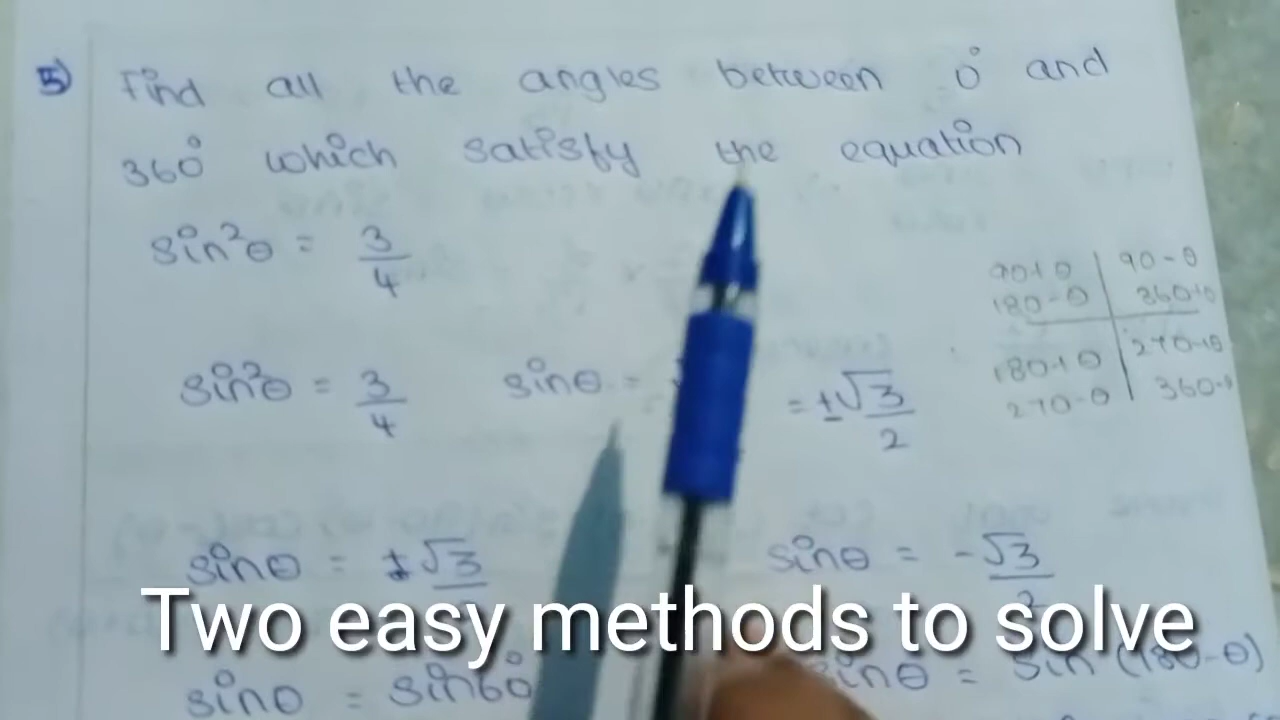 5) Find all the angles between 0° and
360° which satisfy the equation
sin²θ = 3/4
90+θ | 90-θ
180-θ | 360+θ
180+θ | 270+θ
270-θ | 360-θ
sin²θ = 3/4 sinθ = = ±√3/2
sinθ = +√3 sinθ = -√3/2
Two easy methods to solve
sinθ = sin60° sinθ = sin (180-θ)